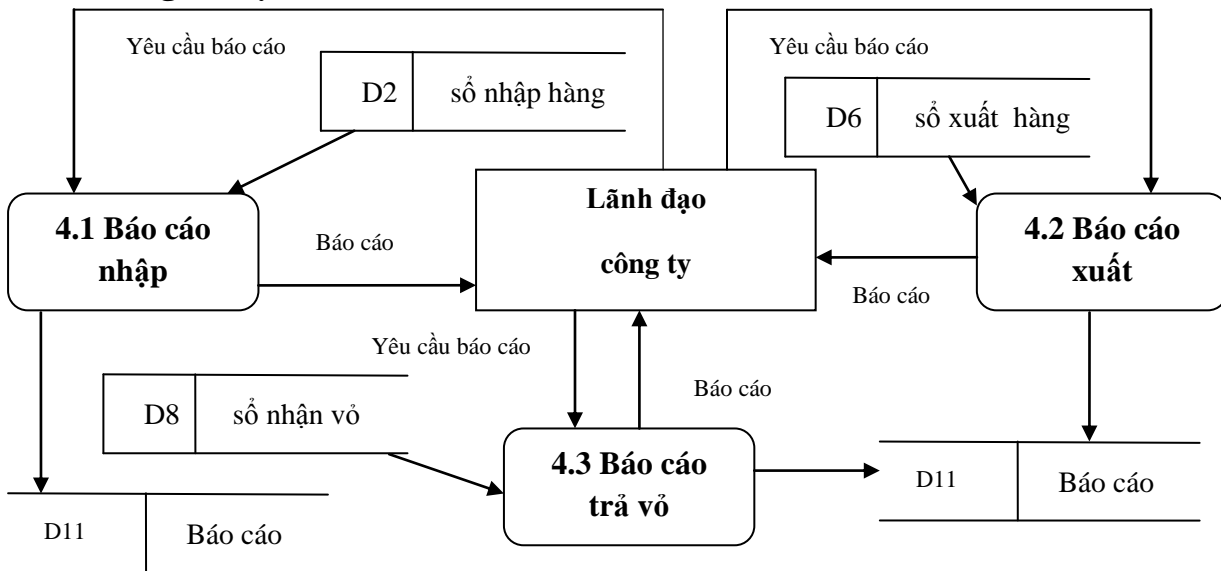 Yêu cầu báo cáo
Yêu cầu báo cáo
D2 sổ nhập hàng
D6 sổ xuất hàng
4.1 Báo cáo
nhập
Báo cáo
Lãnh đạo
công ty
4.2 Báo cáo
xuất
Báo cáo
Yêu cầu báo cáo
Báo cáo
D8 sổ nhận vỏ
4.3 Báo cáo
trả vỏ
D11 Báo cáo
D11 Báo cáo